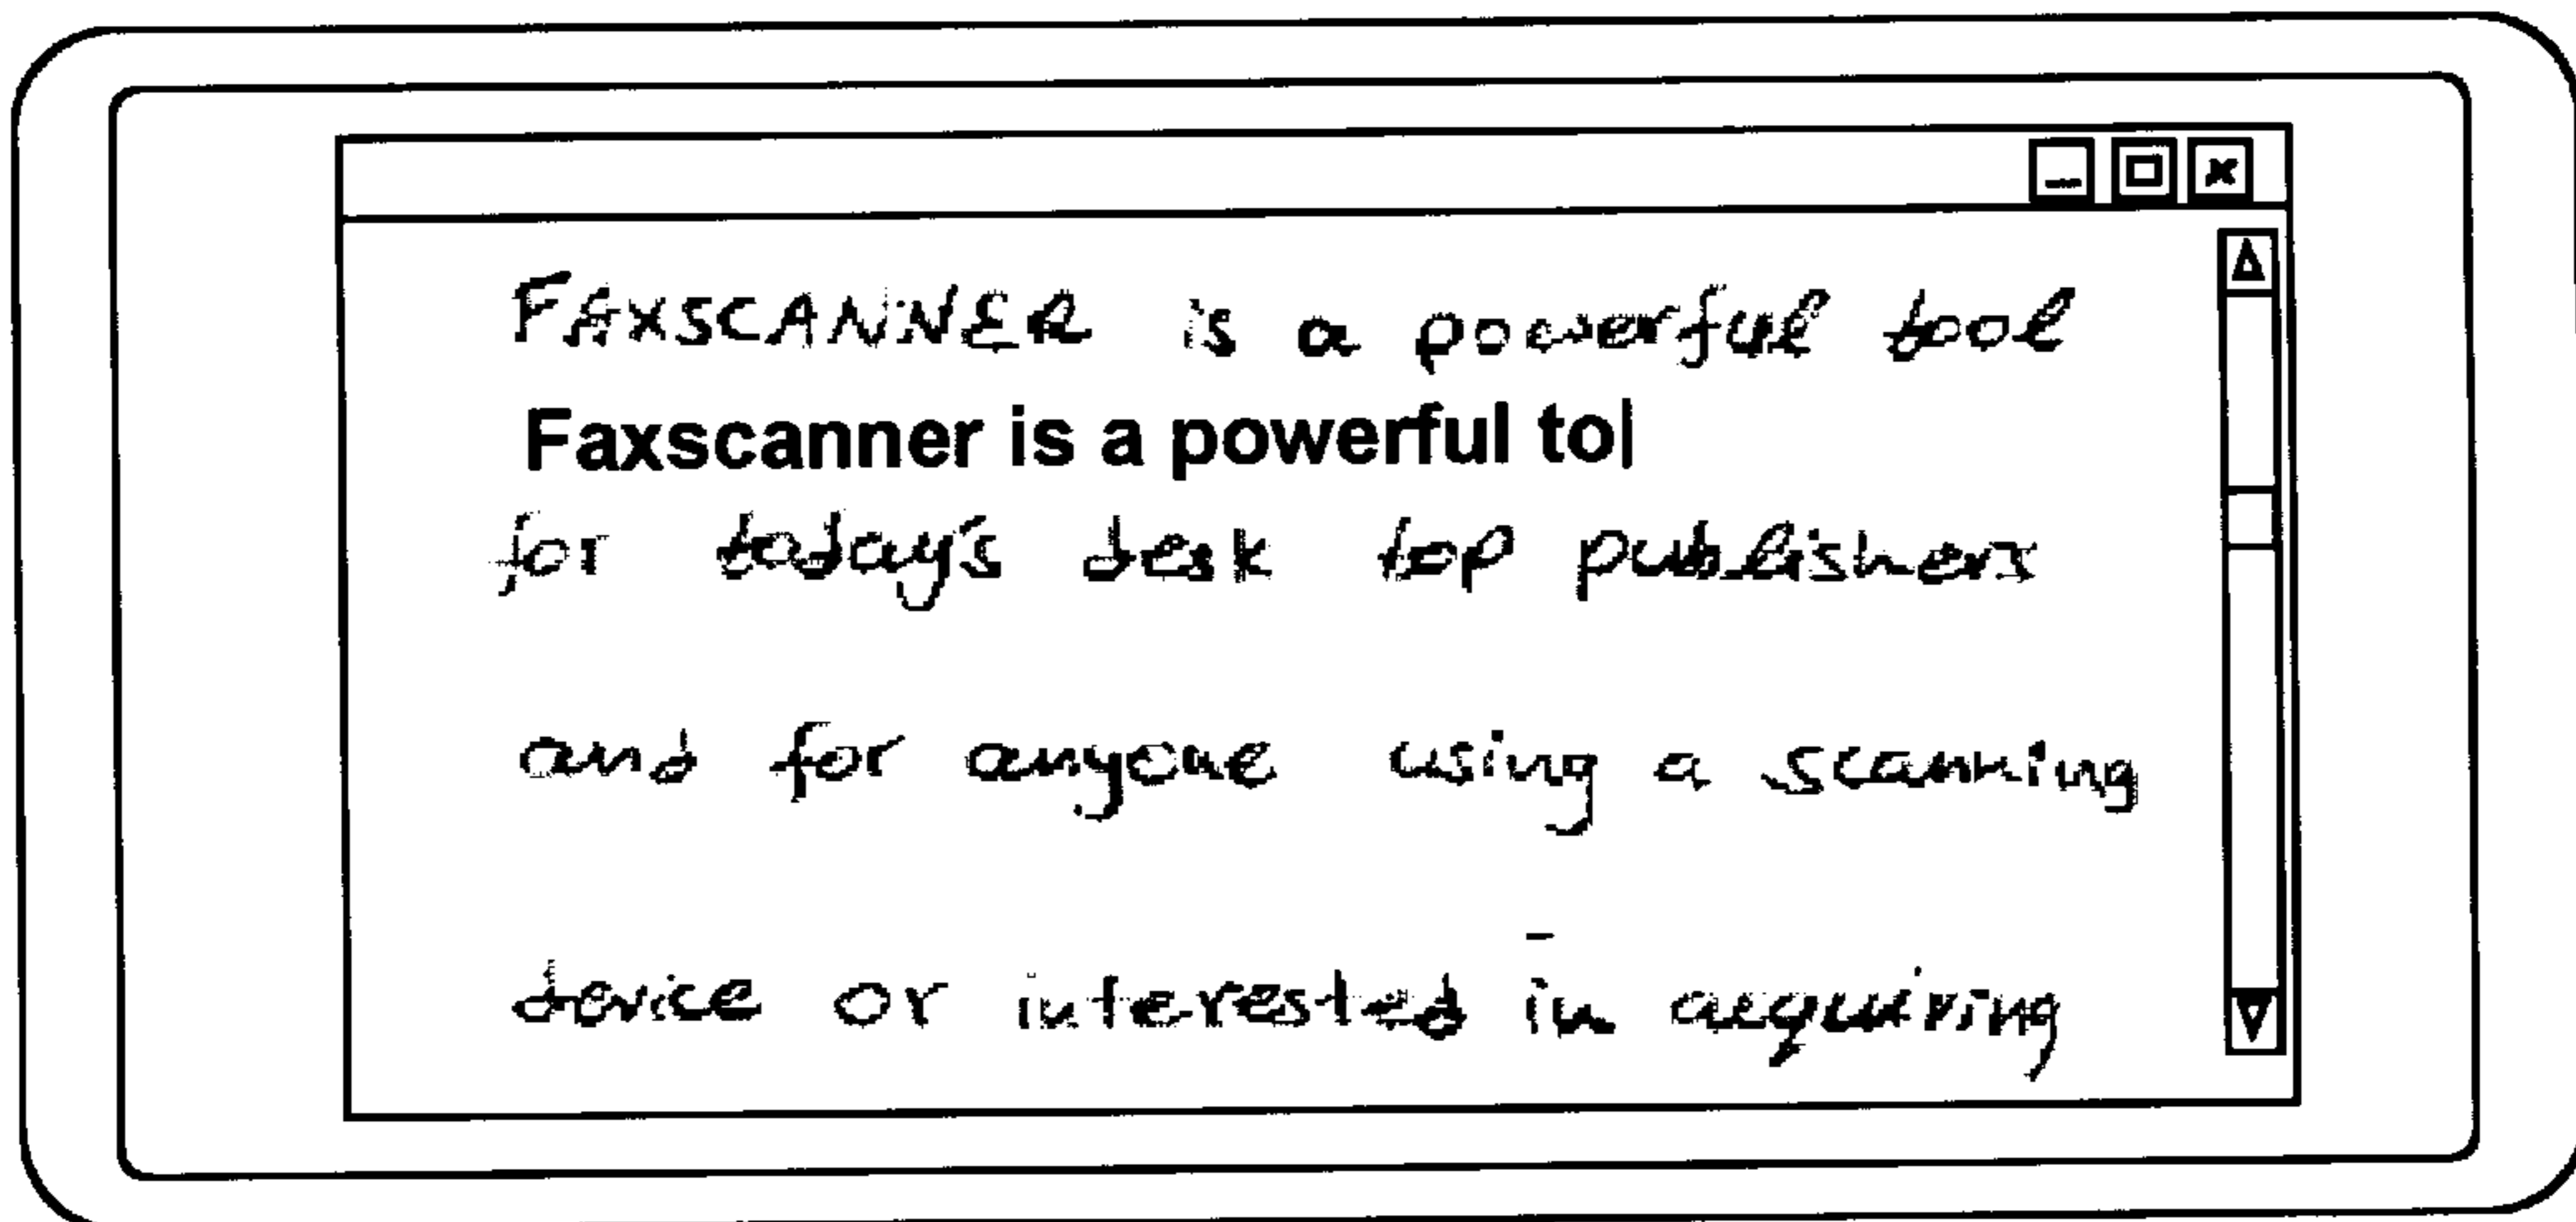 FAXSCANNER is a powerful tool
Faxscanner is a powerful to
for today's desk top publishers
and for anyone using a scanning
device or interested in acquiring